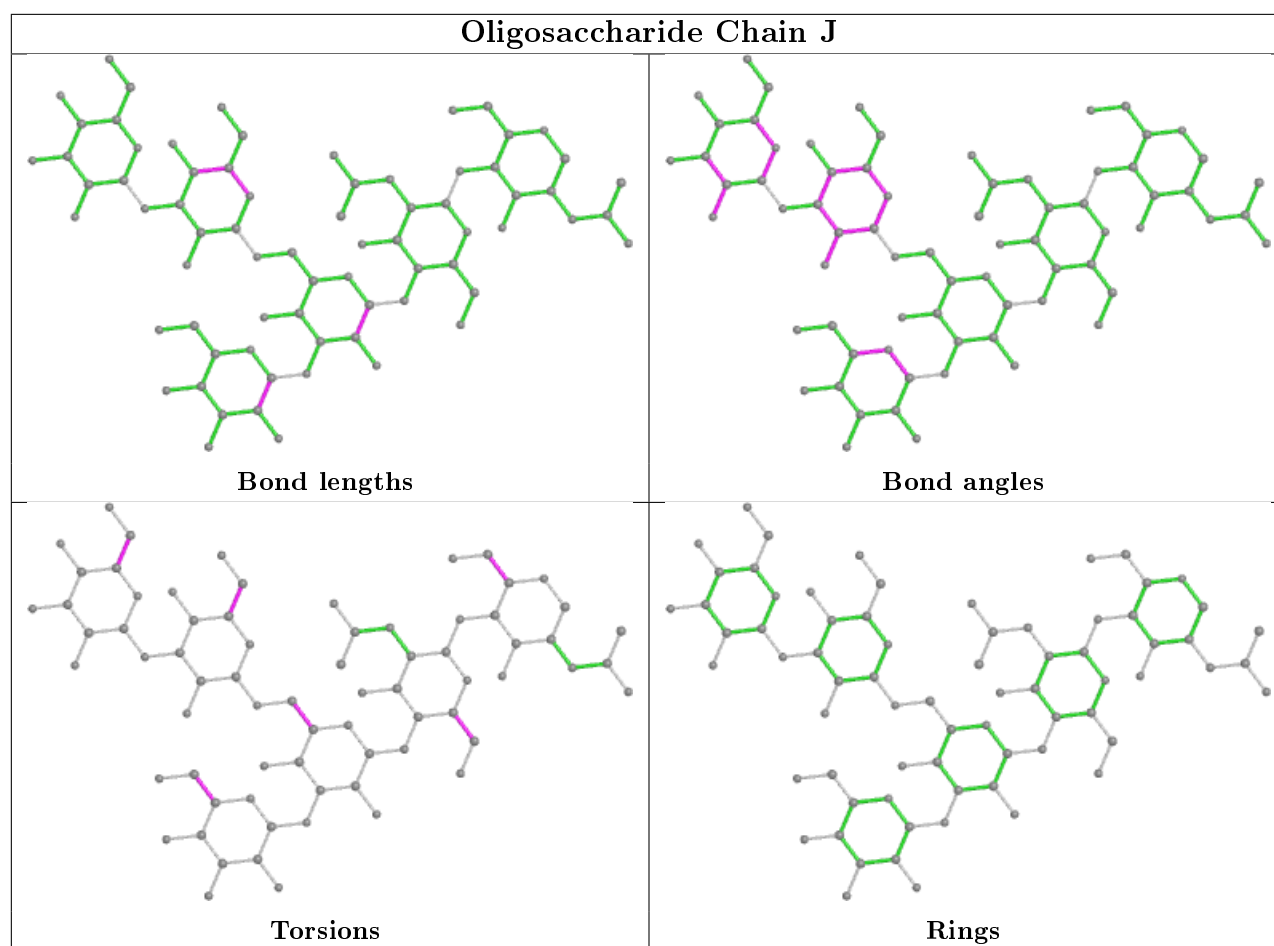 Oligosaccharide Chain J
Bond lengths
Bond angles
Torsions
Rings